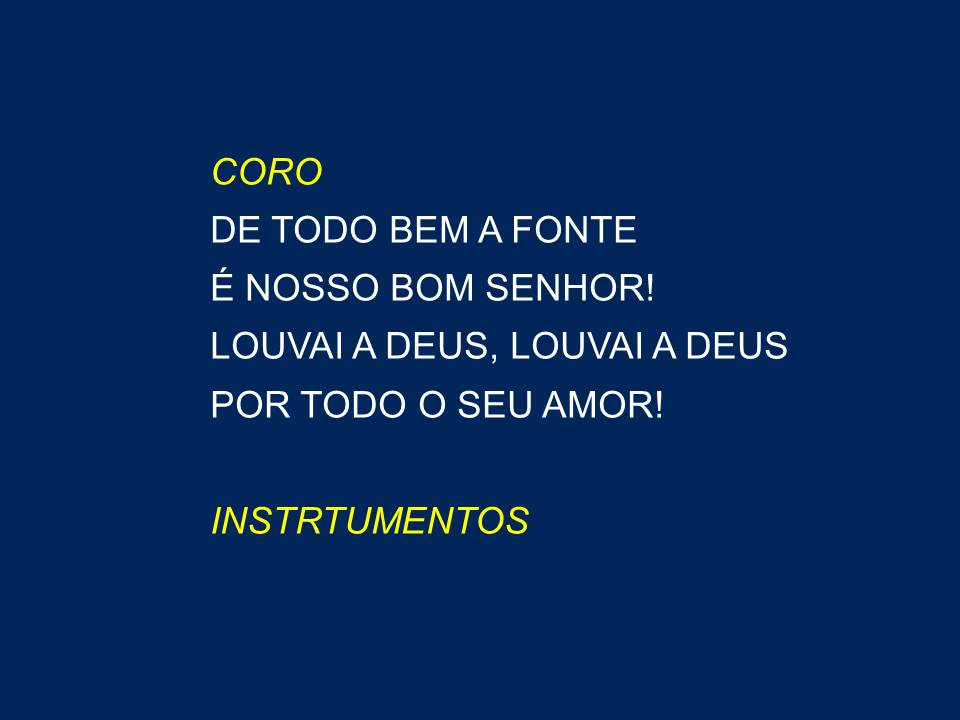 CORO
DE TODO BEM A FONTE
É NOSSO BOM SENHOR!
LOUVAI A DEUS, LOUVAI A DEUS
POR TODO O SEU AMOR!
INSTRTUMENTOS